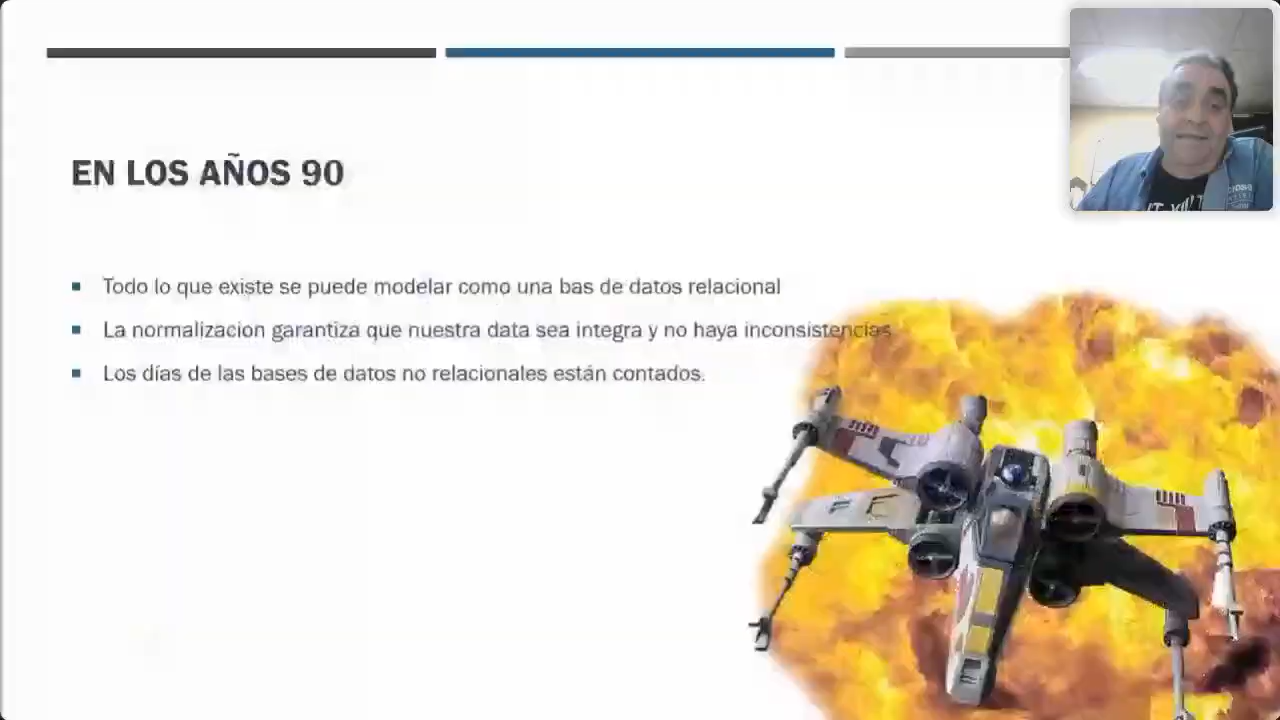 EN LOS AÑOS 90
Todo lo que existe se puede modelar como una bas de datos relacional
La normalizacion garantiza que nuestra data sea integra y no haya inconsistencias
Los días de las bases de datos no relacionales están contados.